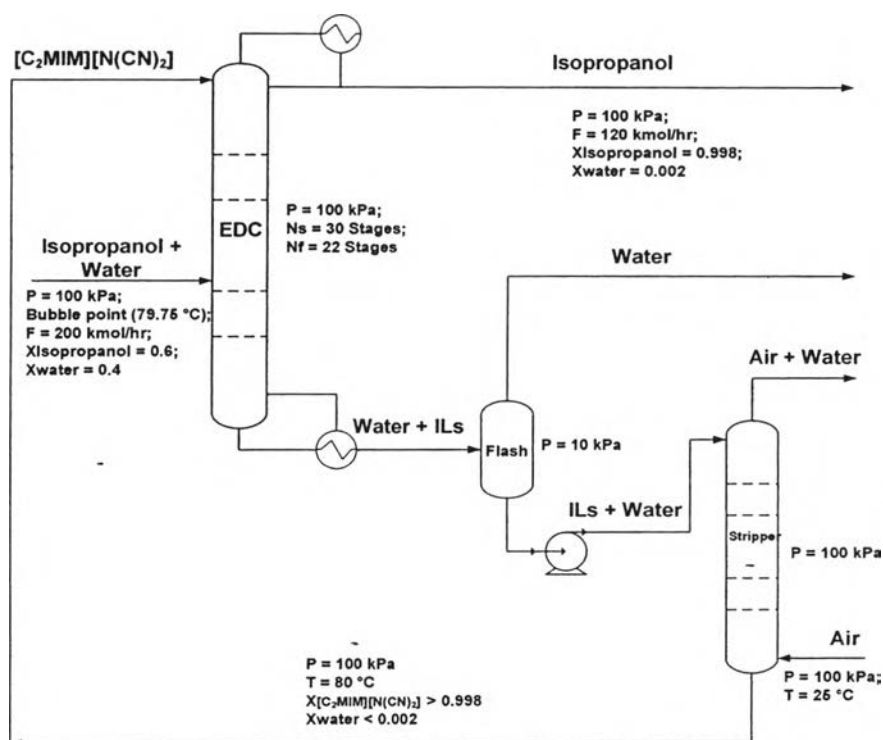 [C₂MIM][N(CN)₂]
Isopropanol
P = 100 kPa;
F = 120 kmol/hr;
XIsopropanol = 0.998;
Xwater = 0.002
EDC
P = 100 kPa;
Ns = 30 Stages;
Nf = 22 Stages
Isopropanol +
Water
P = 100 kPa;
Bubble point (79.75 °C);
F = 200 kmol/hr;
XIsopropanol = 0.6;
Xwater = 0.4
Water
Air + Water
Water + ILs
Flash
P = 10 kPa
ILs + Water
Stripper
P = 100 kPa
Air
P = 100 kPa;
T = 25 °C
P = 100 kPa
T = 80 °C
X[C₂MIM][N(CN)₂] > 0.998
Xwater < 0.002